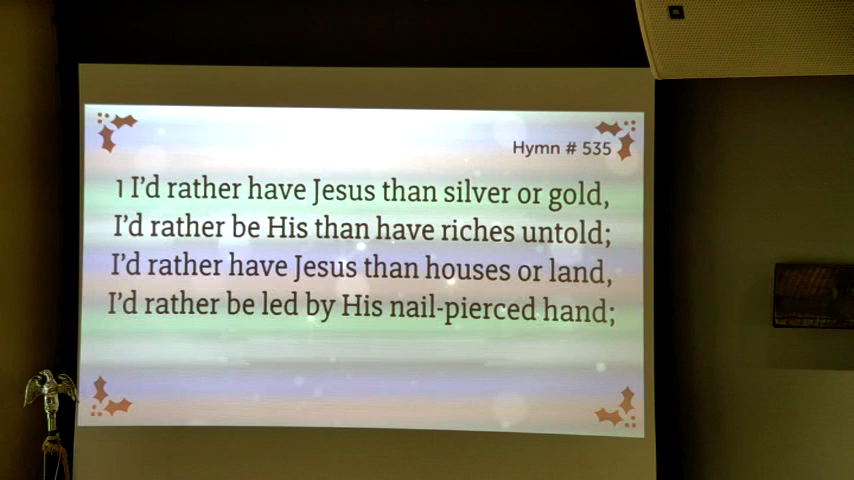 Hymn # 535
1 I'd rather have Jesus than silver or gold,
I'd rather be His than have riches untold;
I'd rather have Jesus than houses or land,
I'd rather be led by His nail-pierced hand;